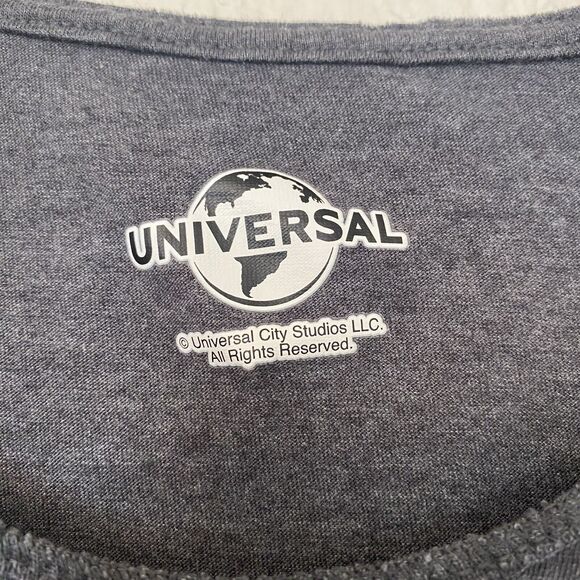 UNIVERSAL
© Universal City Studios LLC.
All Rights Reserved.